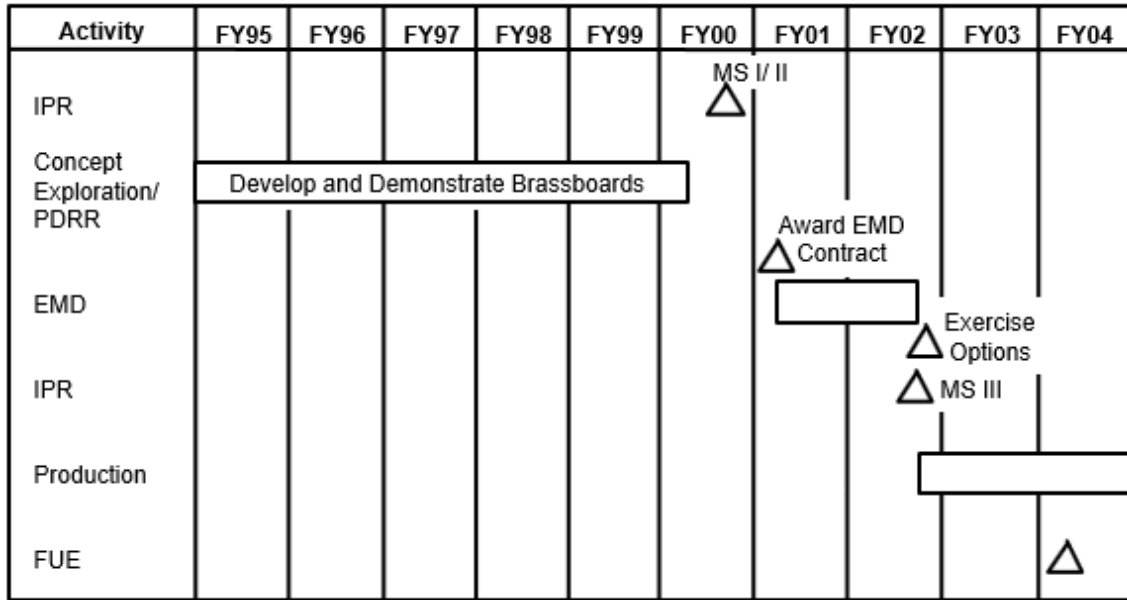 Activity FY95 FY96 FY97 FY98 FY99 FY00 FY01 FY02 FY03 FY04
MS I/ II
IPR
Concept
Exploration/
PDRR
Develop and Demonstrate Brassboards
Award EMD
Contract
EMD
Exercise
Options
IPR
MS III
Production
FUE